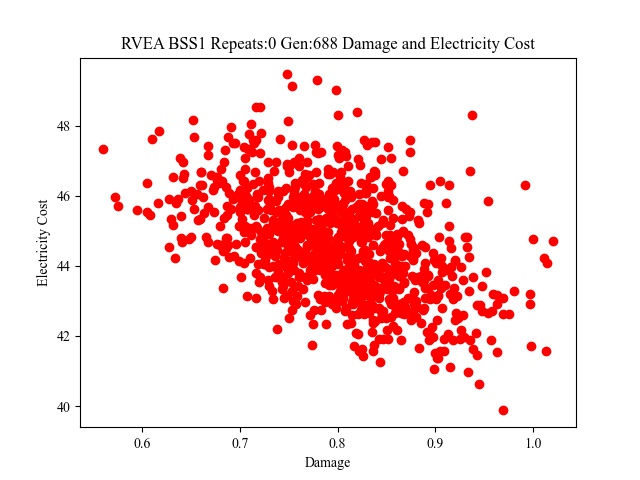 RVEA BSS1 Repeats:0 Gen:688 Damage and Electricity Cost
48
46
44
42
40
Electricity Cost
0.6 0.7 0.8 0.9 1.0
Damage